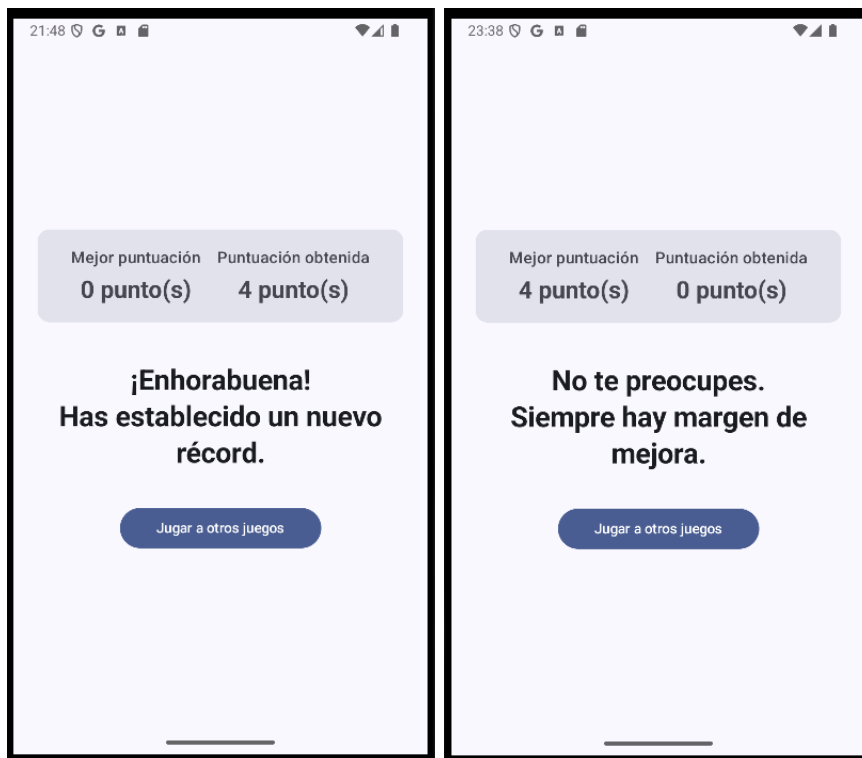 21:48
Mejor puntuación Puntuación obtenida
0 punto(s) 4 punto(s)
¡Enhorabuena!
Has establecido un nuevo
récord.
Jugar a otros juegos
23:38
Mejor puntuación Puntuación obtenida
4 punto(s) 0 punto(s)
No te preocupes.
Siempre hay margen de
mejora.
Jugar a otros juegos